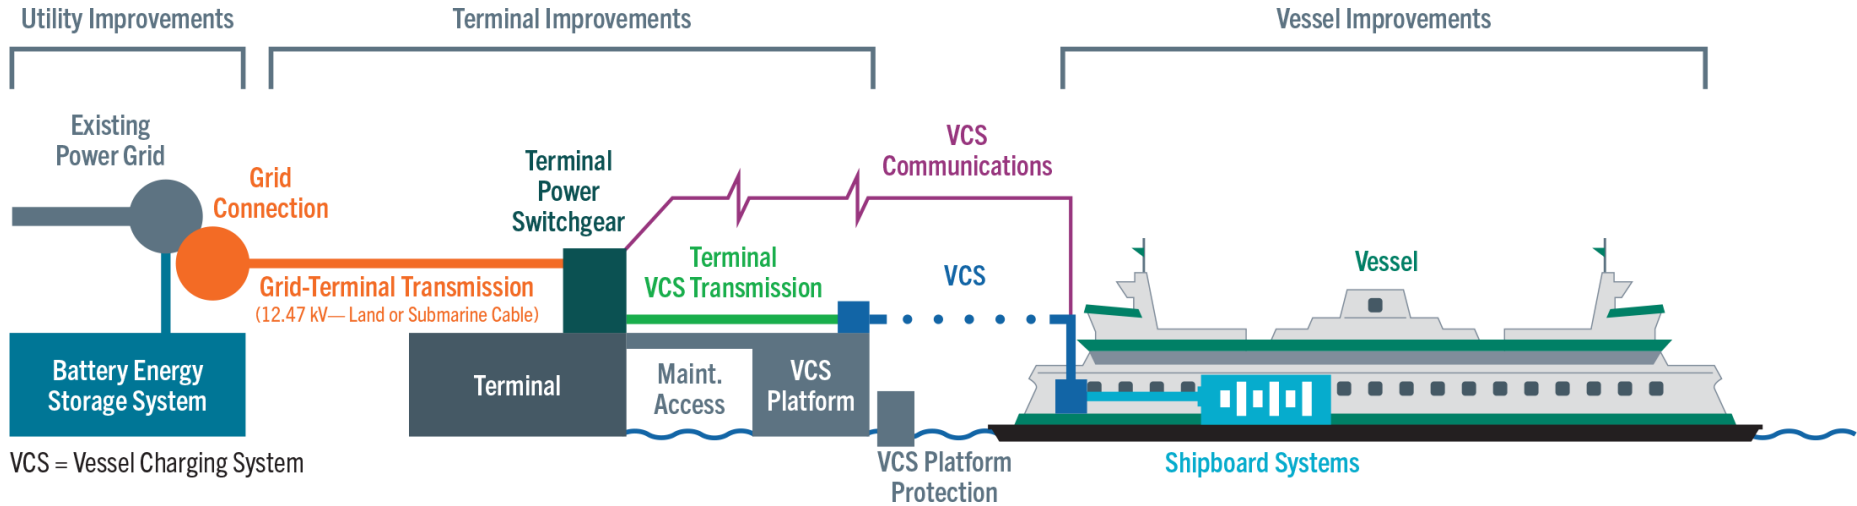 Utility Improvements
Terminal Improvements
Vessel Improvements
Existing
Power Grid
Grid
Connection
Terminal
Power
Switchgear
VCS
Communications
Grid-Terminal Transmission
(12.47 kV— Land or Submarine Cable)
Terminal
VCS Transmission
VCS
Vessel
Battery Energy
Storage System
Terminal
Maint.
Access
VCS
Platform
VCS Platform
Protection
Shipboard Systems
VCS = Vessel Charging System